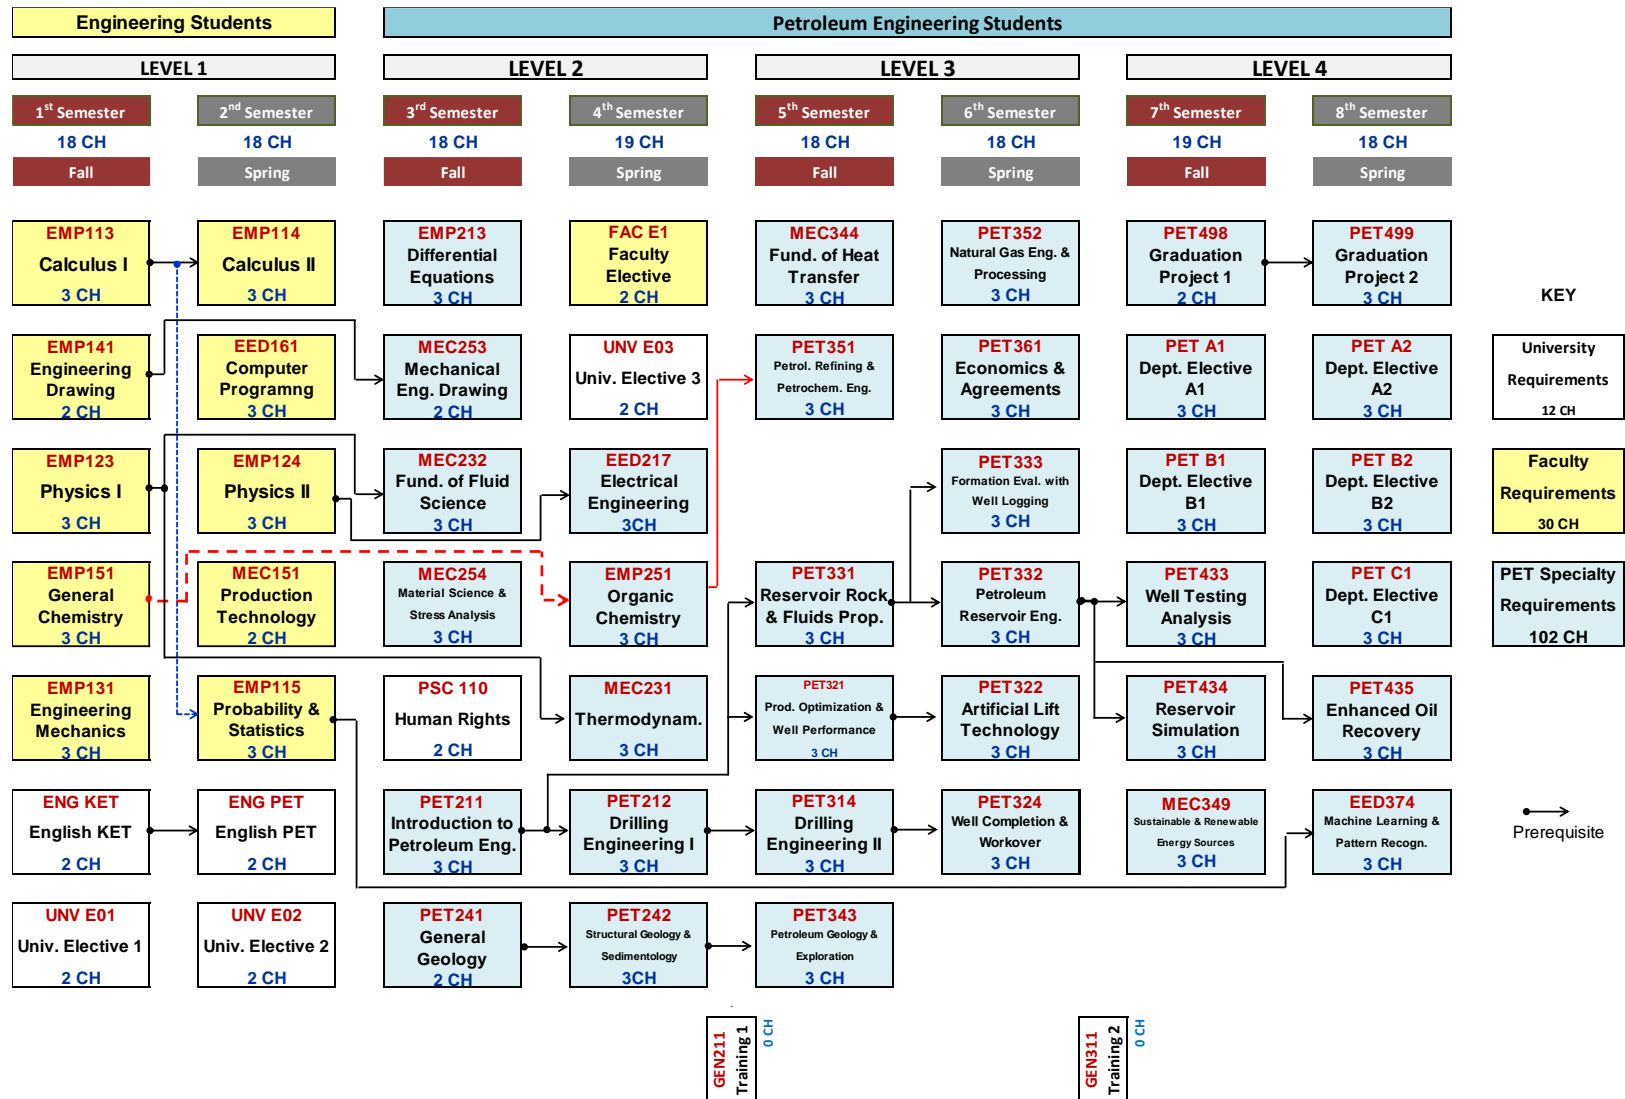 Engineering Students
Petroleum Engineering Students
LEVEL 1
LEVEL 2
LEVEL 3
LEVEL 4
1st Semester
2nd Semester
3rd Semester
4th Semester
5th Semester
6th Semester
7th Semester
8th Semester
18 CH
18 CH
18 CH
19 CH
18 CH
18 CH
19 CH
18 CH
Fall
Spring
Fall
Spring
Fall
Spring
Fall
Spring
EMP113
Calculus I
3 CH
EMP114
Calculus II
3 CH
EMP213
Differential
Equations
3 CH
FAC E1
Faculty
Elective
2 CH
MEC344
Fund. of Heat
Transfer
3 CH
PET352
Natural Gas Eng. &
Processing
3 CH
PET498
Graduation
Project 1
2 CH
PET499
Graduation
Project 2
3 CH
KEY
EMP141
Engineering
Drawing
2 CH
EED161
Computer
Programng
3 CH
MEC253
Mechanical
Eng. Drawing
2 CH
UNV E03
Univ. Elective 3
2 CH
PET351
Petrol. Refining &
Petrochem. Eng.
3 CH
PET361
Economics &
Agreements
3 CH
PET A1
Dept. Elective
A1
3 CH
PET A2
Dept. Elective
A2
3 CH
University
Requirements
12 CH
EMP123
Physics I
3 CH
EMP124
Physics II
3 CH
MEC232
Fund. of Fluid
Science
3 CH
EED217
Electrical
Engineering
3CH
PET333
Formation Eval. with
Well Logging
3 CH
PET B1
Dept. Elective
B1
3 CH
PET B2
Dept. Elective
B2
3 CH
Faculty
Requirements
30 CH
EMP151
General
Chemistry
3 CH
MEC151
Production
Technology
2 CH
MEC254
Material Science &
Stress Analysis
3 CH
EMP251
Organic
Chemistry
3 CH
PET331
Reservoir Rock
& Fluids Prop.
3 CH
PET332
Petroleum
Reservoir Eng.
3 CH
PET433
Well Testing
Analysis
3 CH
PET C1
Dept. Elective
C1
3 CH
PET Specialty
Requirements
102 CH
EMP131
Engineering
Mechanics
3 CH
EMP115
Probability &
Statistics
3 CH
PSC 110
Human Rights
2 CH
MEC231
Thermodynam.
3 CH
PET321
Prod. Optimization &
Well Performance
3 CH
PET322
Artificial Lift
Technology
3 CH
PET434
Reservoir
Simulation
3 CH
PET435
Enhanced Oil
Recovery
3 CH
ENG KET
English KET
2 CH
ENG PET
English PET
2 CH
PET211
Introduction to
Petroleum Eng.
3 CH
PET212
Drilling
Engineering I
3 CH
PET314
Drilling
Engineering II
3 CH
PET324
Well Completion &
Workover
3 CH
MEC349
Sustainable & Renewable
Energy Sources
3 CH
EED374
Machine Learning &
Pattern Recogn.
3 CH
Prerequisite
UNV E01
Univ. Elective 1
2 CH
UNV E02
Univ. Elective 2
2 CH
PET241
General
Geology
2 CH
PET242
Structural Geology &
Sedimentology
3CH
PET343
Petroleum Geology &
Exploration
3 CH
GEN211
Training 1
0 CH
GEN311
Training 2
0 CH